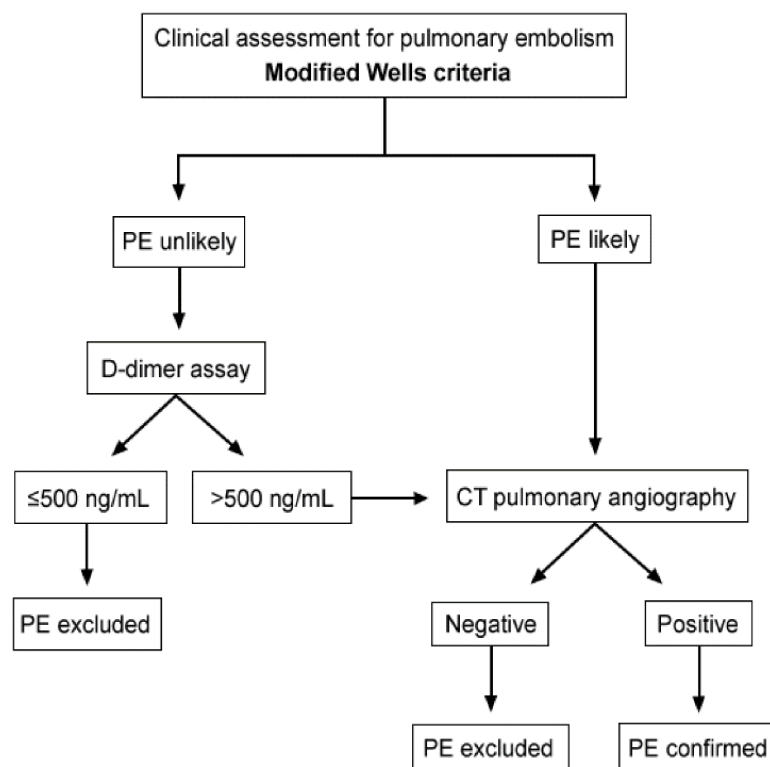 Clinical assessment for pulmonary embolism
Modified Wells criteria
PE unlikely
PE likely
D-dimer assay
≤500 ng/mL
>500 ng/mL
CT pulmonary angiography
PE excluded
Negative
Positive
PE excluded
PE confirmed